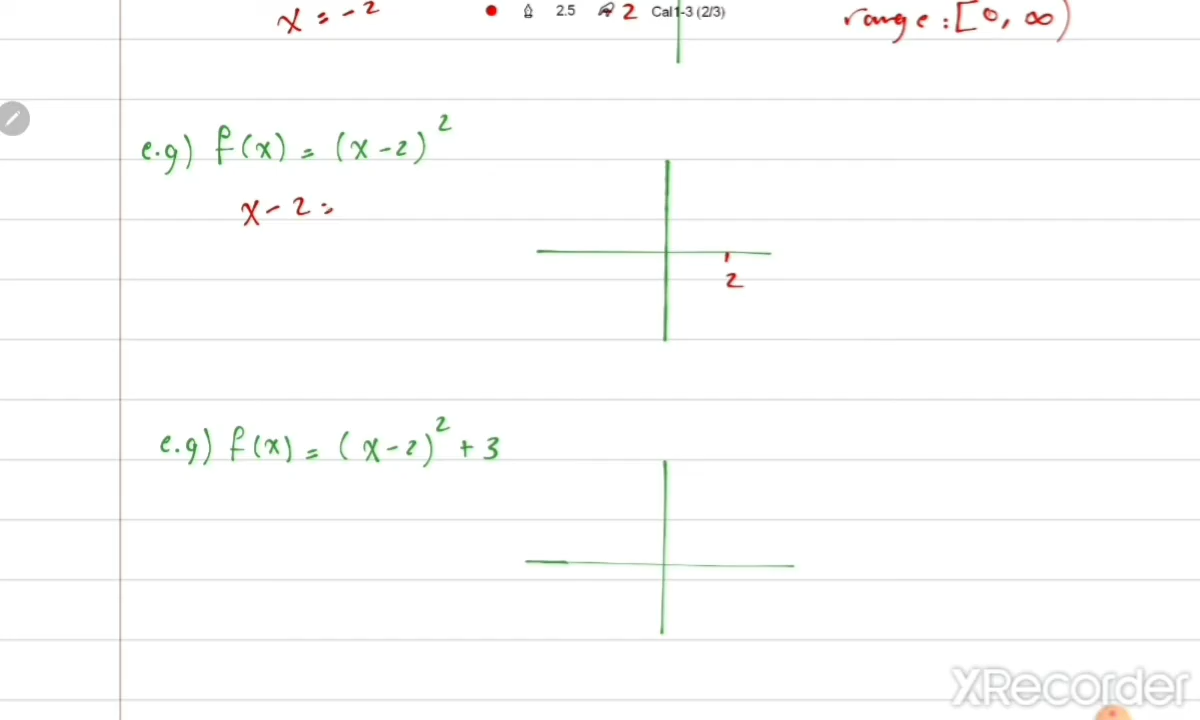 x = -2
2.5 2 Cal1-3 (2/3)
range : [0, ∞)
e.g) f(x) = (x-2)²
x - 2 =
2
e.g) f(x) = (x-2)² + 3
XRecorder